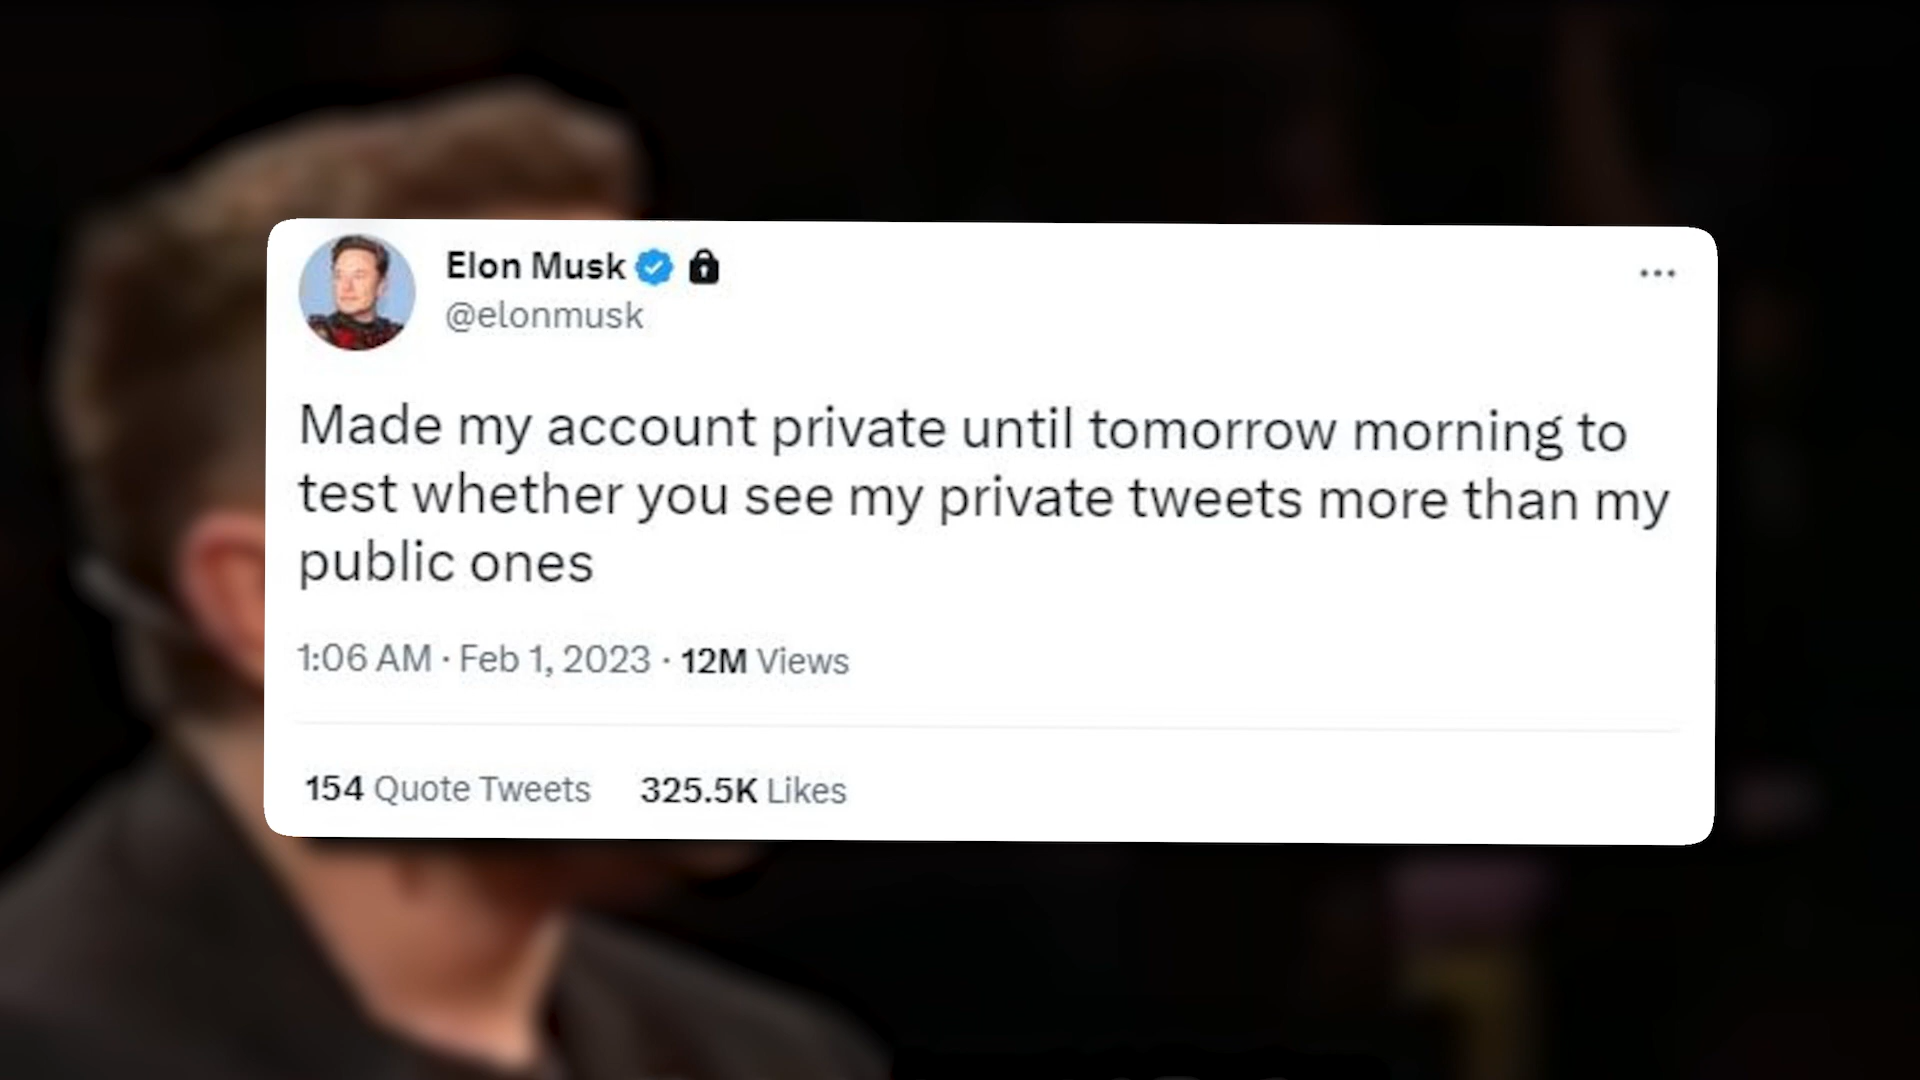 Elon Musk
@elonmusk
Made my account private until tomorrow morning to
test whether you see my private tweets more than my
public ones
1:06 AM · Feb 1, 2023 · 12M Views
154 Quote Tweets 325.5K Likes